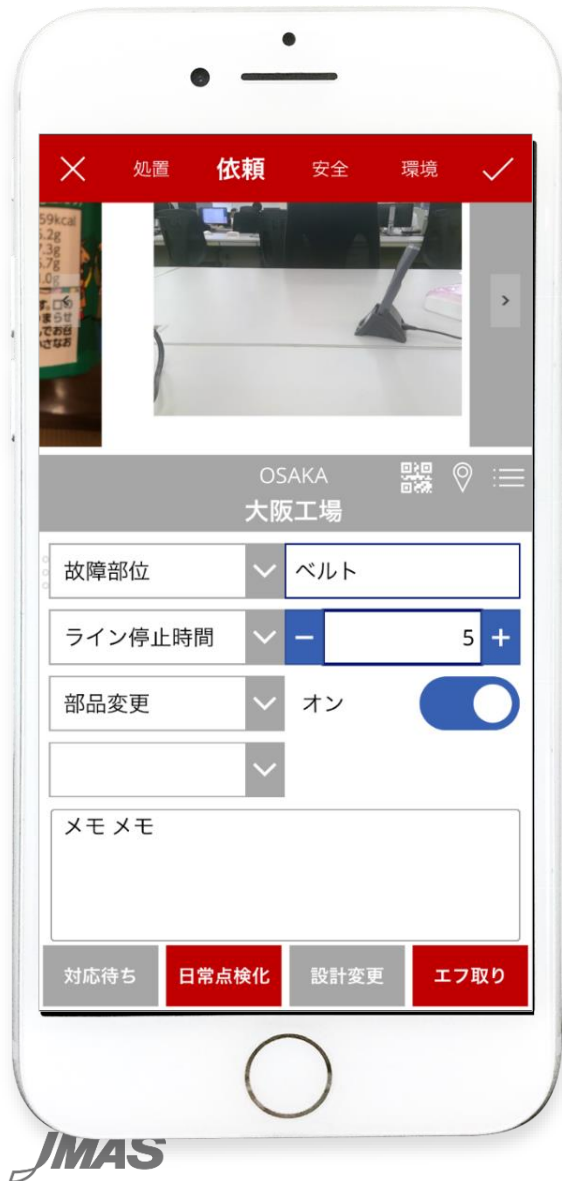 処置 依頼 安全 環境
59kcal
OSAKA
大阪工場
故障部位 ベルト
ライン停止時間 − 5 +
部品変更 オン
メモ メモ
対応待ち 日常点検化 設計変更 エフ取り
JMAS